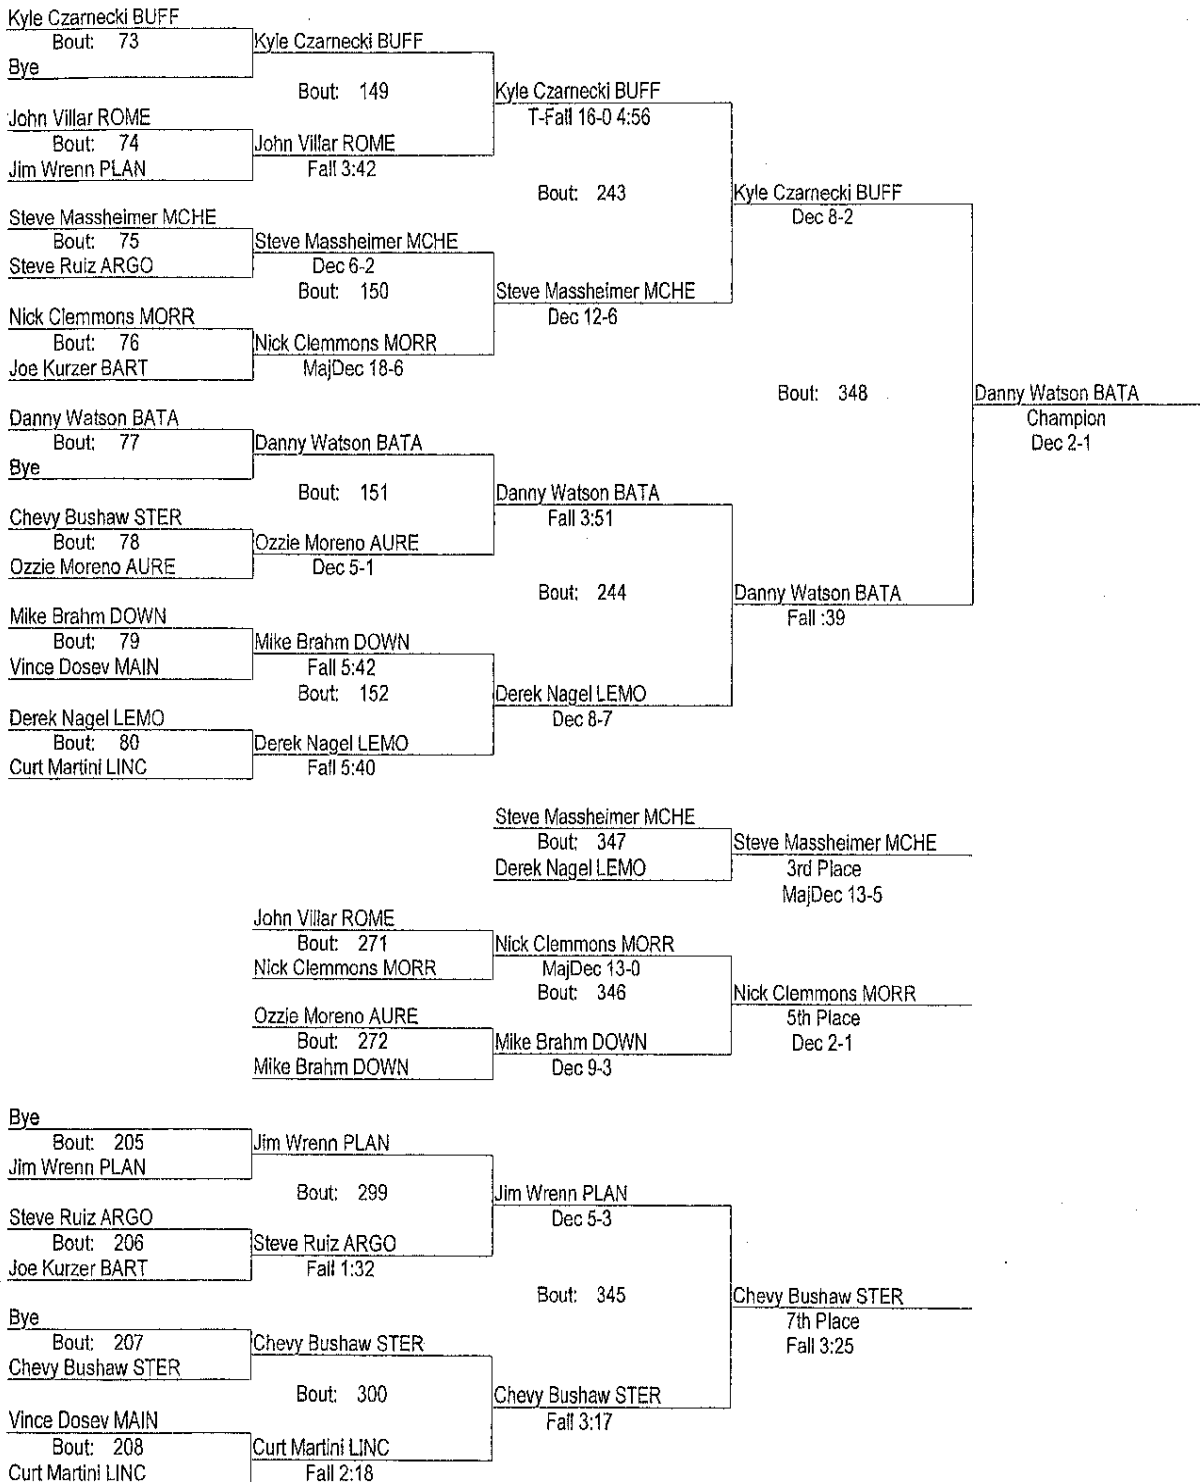 Kyle Czarnecki BUFF
Bout: 73
Bye
Kyle Czarnecki BUFF
Bout: 149
John Villar ROME
Bout: 74
Jim Wrenn PLAN
John Villar ROME
Fall 3:42
Kyle Czarnecki BUFF
T-Fall 16-0 4:56
Bout: 243
Steve Massheimer MCHE
Bout: 75
Steve Ruiz ARGO
Steve Massheimer MCHE
Dec 6-2
Bout: 150
Nick Clemmons MORR
Bout: 76
Joe Kurzer BART
Nick Clemmons MORR
MajDec 18-6
Steve Massheimer MCHE
Dec 12-6
Kyle Czarnecki BUFF
Dec 8-2
Bout: 348
Danny Watson BATA
Champion
Dec 2-1
Danny Watson BATA
Bout: 77
Bye
Danny Watson BATA
Bout: 151
Chevy Bushaw STER
Bout: 78
Ozzie Moreno AURE
Ozzie Moreno AURE
Dec 5-1
Danny Watson BATA
Fall 3:51
Bout: 244
Danny Watson BATA
Fall :39
Mike Brahm DOWN
Bout: 79
Vince Dosev MAIN
Mike Brahm DOWN
Fall 5:42
Bout: 152
Derek Nagel LEMO
Bout: 80
Curt Martini LINC
Derek Nagel LEMO
Fall 5:40
Derek Nagel LEMO
Dec 8-7
Steve Massheimer MCHE
Bout: 347
Derek Nagel LEMO
Steve Massheimer MCHE
3rd Place
MajDec 13-5
John Villar ROME
Bout: 271
Nick Clemmons MORR
Nick Clemmons MORR
MajDec 13-0
Bout: 346
Ozzie Moreno AURE
Bout: 272
Mike Brahm DOWN
Mike Brahm DOWN
Dec 9-3
Nick Clemmons MORR
5th Place
Dec 2-1
Bye
Bout: 205
Jim Wrenn PLAN
Jim Wrenn PLAN
Bout: 299
Steve Ruiz ARGO
Bout: 206
Joe Kurzer BART
Steve Ruiz ARGO
Fall 1:32
Jim Wrenn PLAN
Dec 5-3
Bout: 345
Chevy Bushaw STER
7th Place
Fall 3:25
Bye
Bout: 207
Chevy Bushaw STER
Chevy Bushaw STER
Bout: 300
Vince Dosev MAIN
Bout: 208
Curt Martini LINC
Curt Martini LINC
Fall 2:18
Chevy Bushaw STER
Fall 3:17